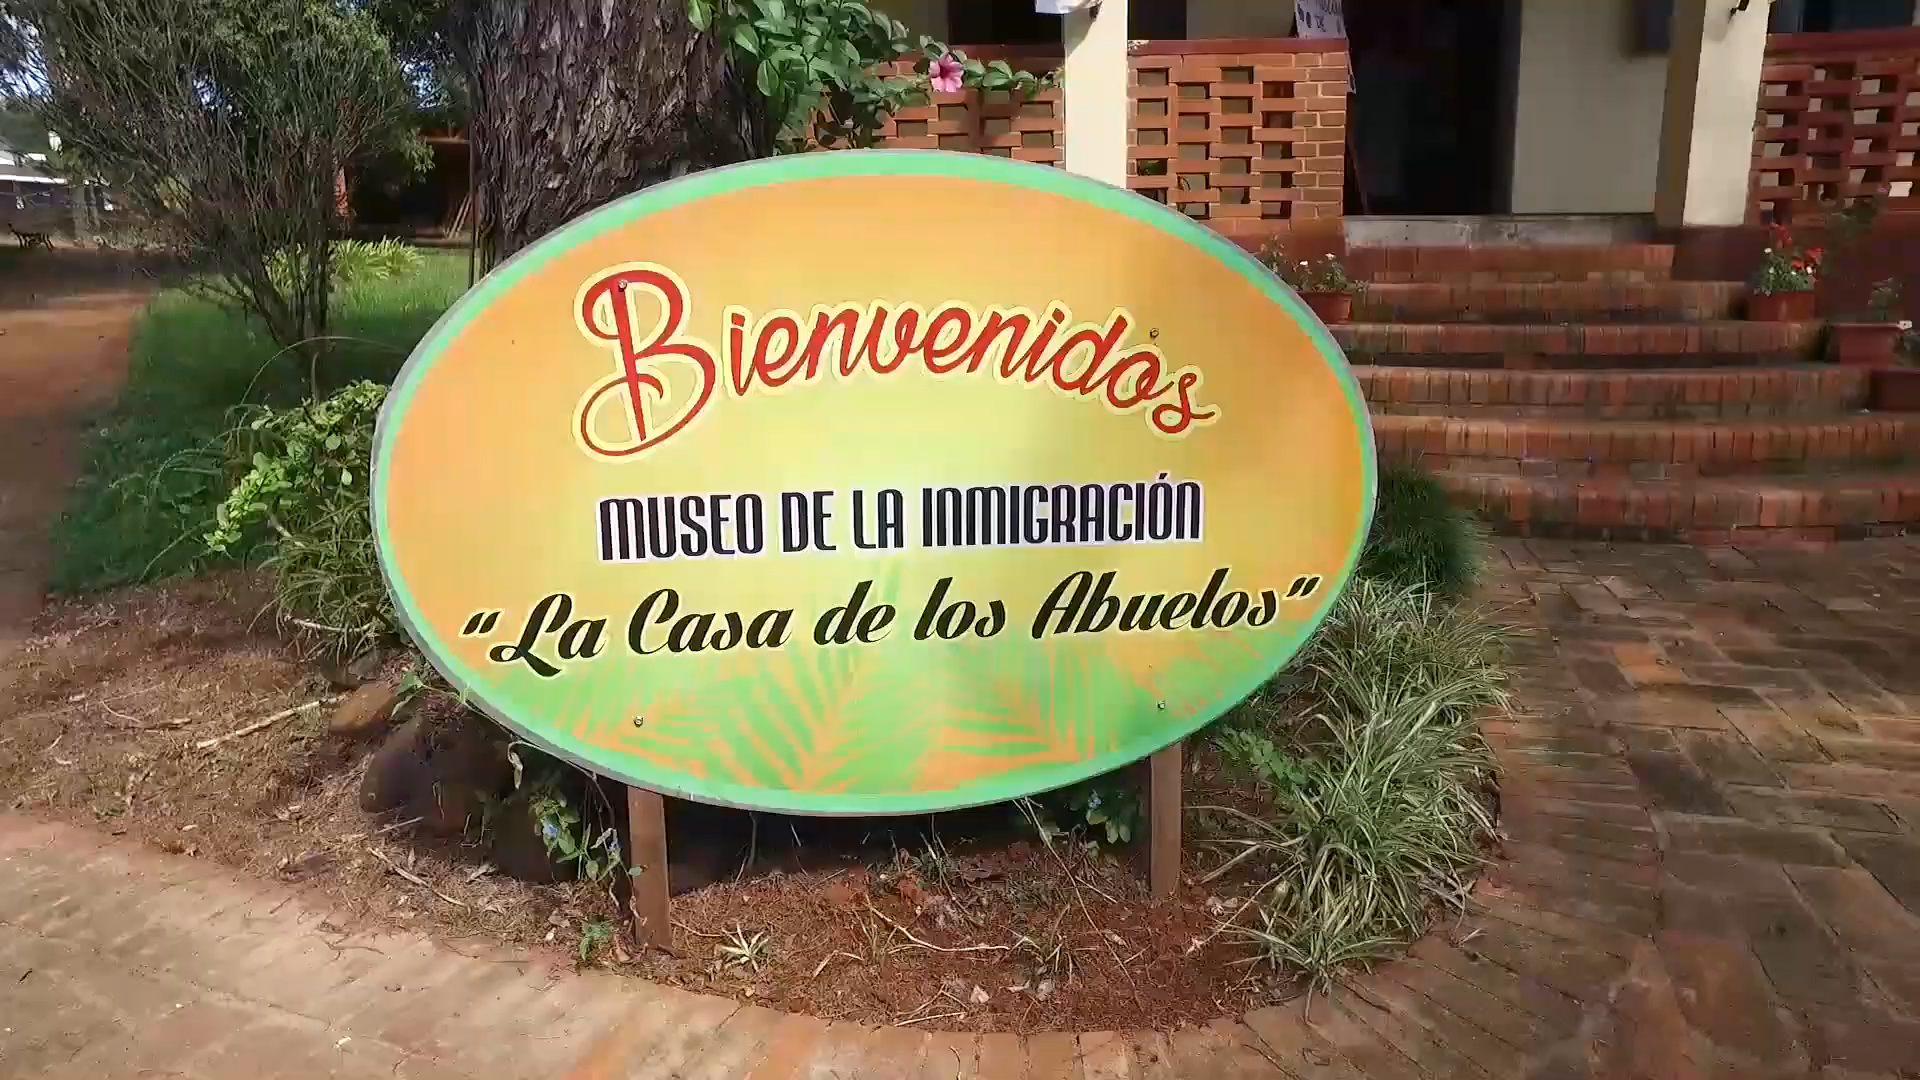 Bienvenidos
MUSEO DE LA INMIGRACIÓN
"La Casa de los Abuelos"